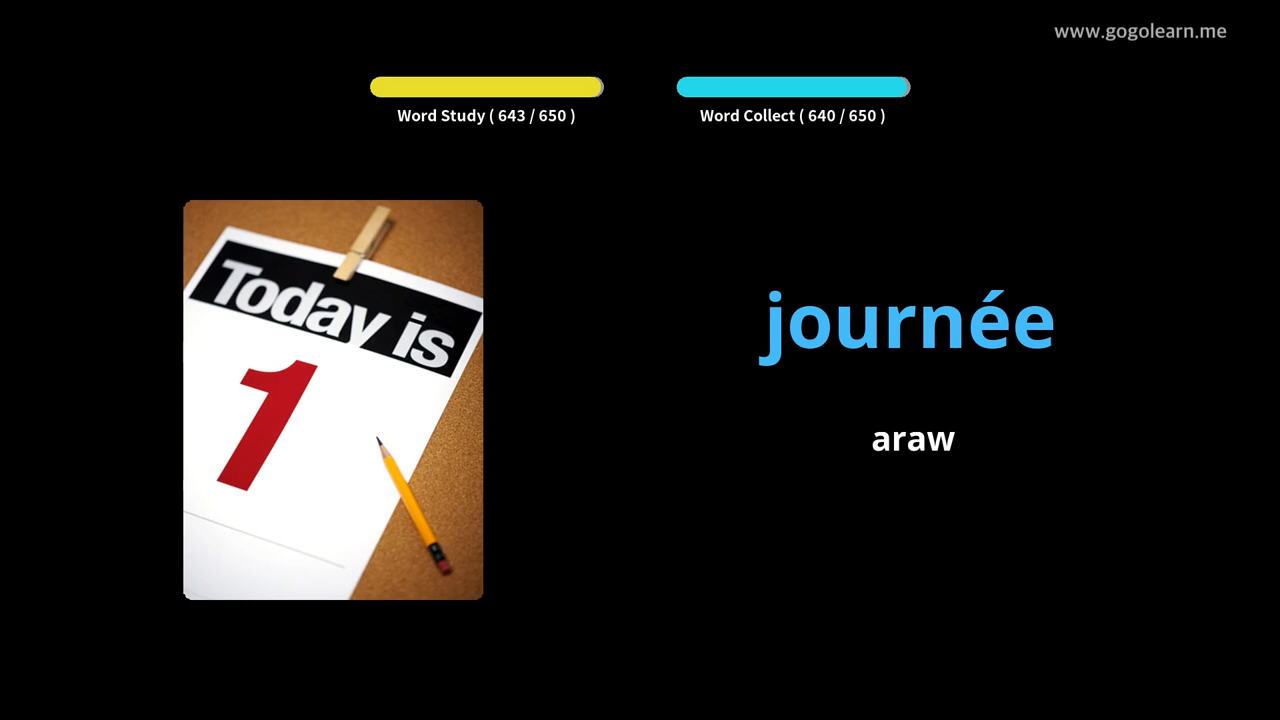 www.gogolearn.me
Word Study ( 643 / 650 )
Word Collect ( 640 / 650 )
Today is
1
journée
araw